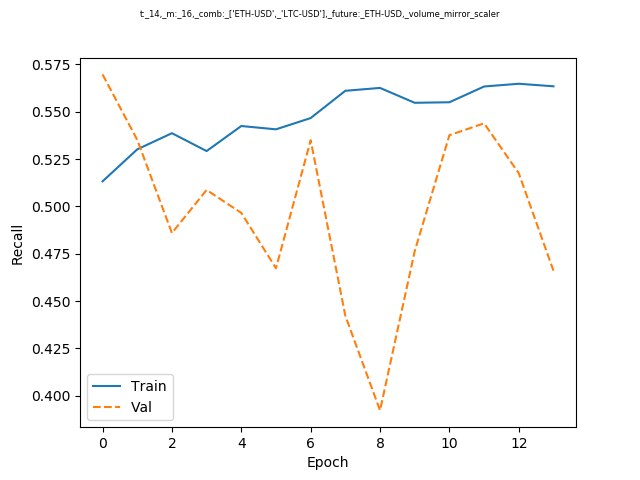 t:_14,_m:_16,_comb:_['ETH-USD',_'LTC-USD'],_future:_ETH-USD,_volume_mirror_scaler
0.575
0.550
0.525
0.500
0.475
0.450
0.425
0.400
Recall
Train
Val
0 2 4 6 8 10 12
Epoch